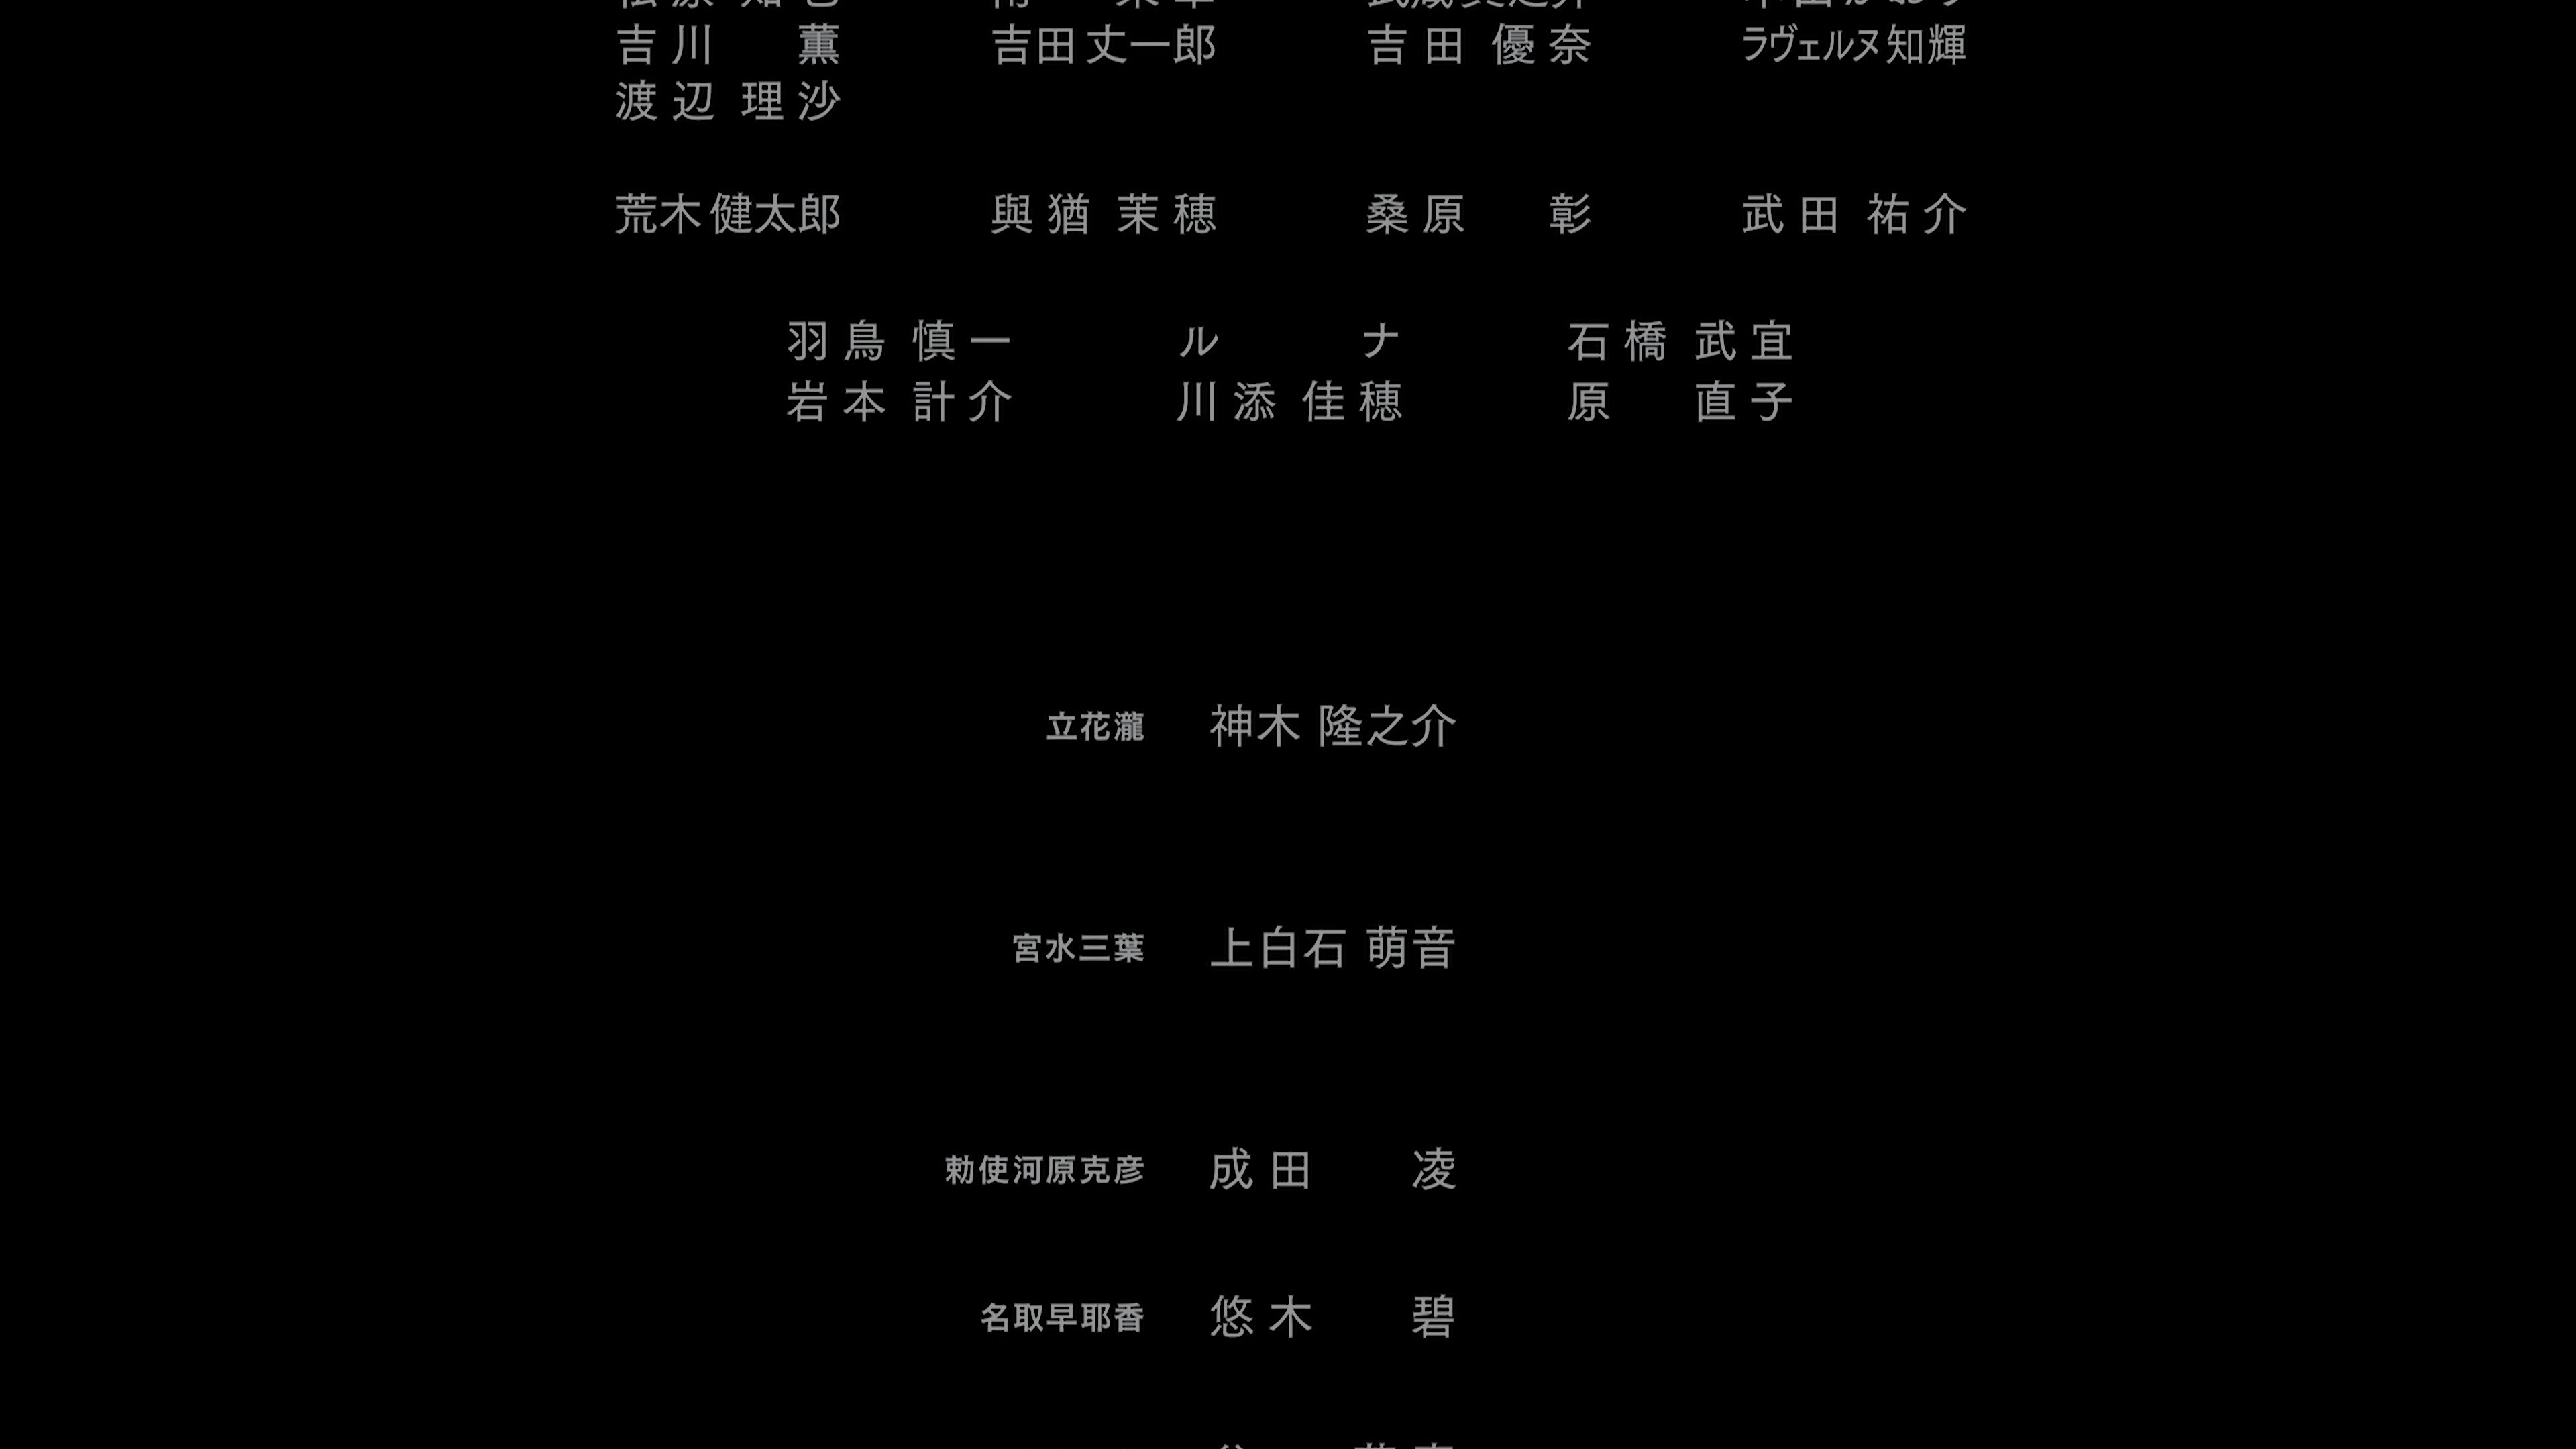 吉川 薫 吉田丈一郎 吉田優奈 ラヴェルヌ知輝
渡辺理沙
荒木健太郎 與猶茉穂 桑原 彰 武田祐介
羽鳥慎一 ルナ 石橋武宜
岩本計介 川添佳穂 原 直子
立花瀧 神木 隆之介
宮水三葉 上白石 萌音
勅使河原克彦 成田 凌
名取早耶香 悠木 碧